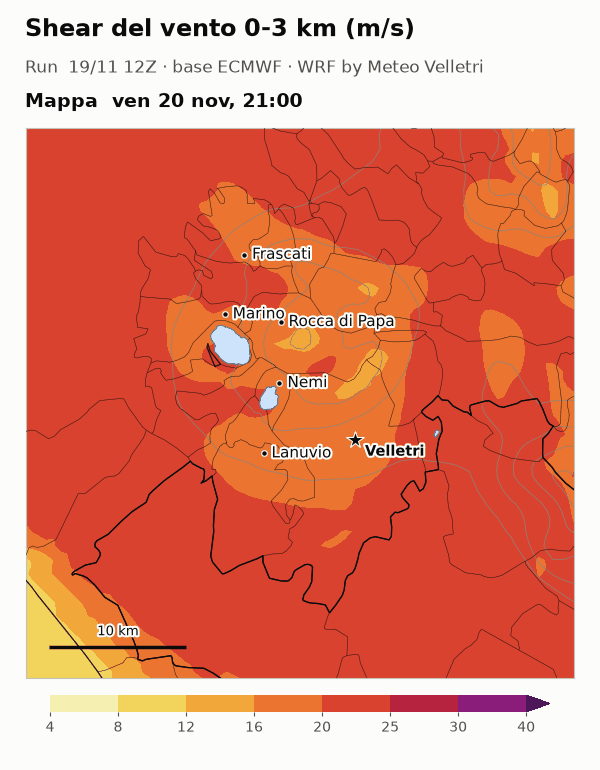 Shear del vento 0-3 km (m/s)
Run 19/11 12Z · base ECMWF · WRF by Meteo Velletri
Mappa ven 20 nov, 21:00
Frascati
Marino
Rocca di Papa
Nemi
Velletri
Lanuvio
10 km
4 8 12 16 20 25 30 40